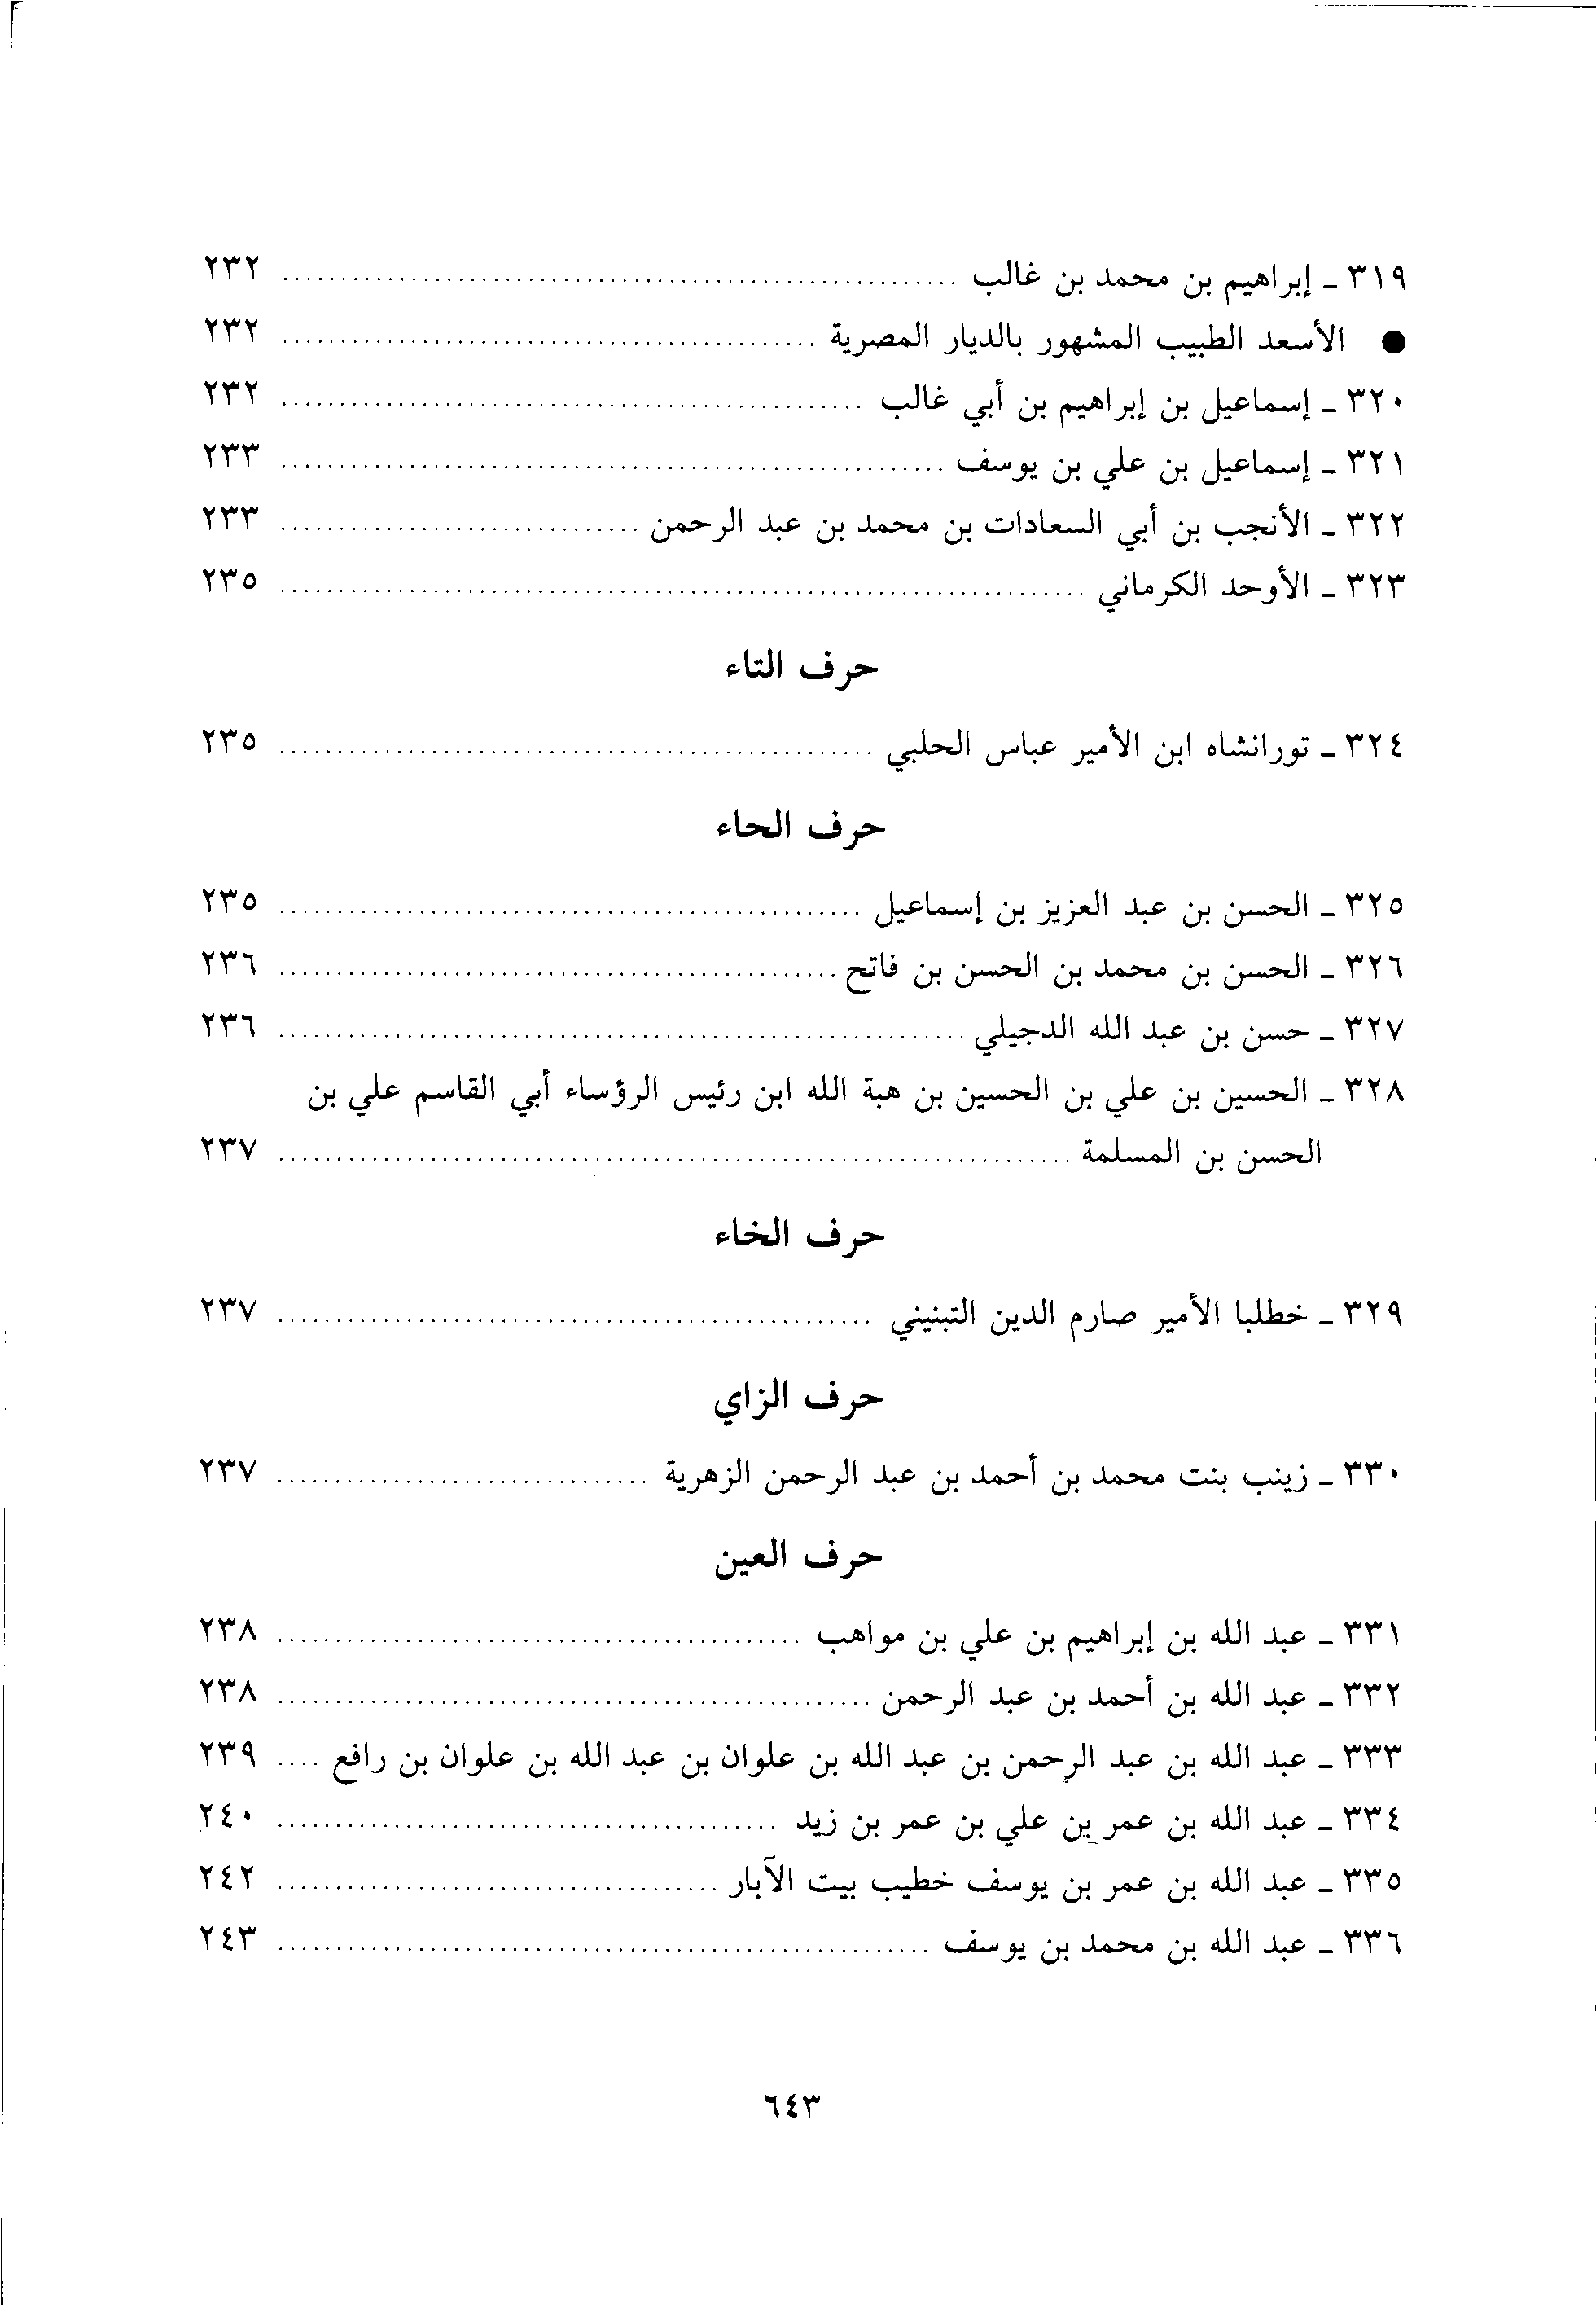 ٣١٩ ـ إبراهيم بن محمد بن غالب ................ ٢٣٢
● الأسعد الطبيب المشهور بالديار المصرية ................ ٢٣٢
٣٢٠ ـ إسماعيل بن إبراهيم بن أبي غالب ................ ٢٣٢
٣٢١ ـ إسماعيل بن علي بن يوسف ................ ٢٣٣
٣٢٢ ـ الأنجب بن أبي السعادات بن محمد بن عبد الرحمن ................ ٢٣٣
٣٢٣ ـ الأوحد الكرماني ................ ٢٣٥
حرف التاء
٣٢٤ ـ تورانشاه ابن الأمير عباس الحلبي ................ ٢٣٥
حرف الحاء
٣٢٥ ـ الحسن بن عبد العزيز بن إسماعيل ................ ٢٣٥
٣٢٦ ـ الحسن بن محمد بن الحسن بن فاتح ................ ٢٣٦
٣٢٧ ـ حسن بن عبد الله الدجيلي ................ ٢٣٦
٣٢٨ ـ الحسين بن علي بن الحسين بن هبة الله ابن رئيس الرؤساء أبي القاسم علي بن
الحسن بن المسلمة ................ ٢٣٧
حرف الخاء
٣٢٩ ـ خطلبا الأمير صارم الدين التبنيني ................ ٢٣٧
حرف الزاي
٣٣٠ ـ زينب بنت محمد بن أحمد بن عبد الرحمن الزهرية ................ ٢٣٧
حرف العين
٣٣١ ـ عبد الله بن إبراهيم بن علي بن مواهب ................ ٢٣٨
٣٣٢ ـ عبد الله بن أحمد بن عبد الرحمن ................ ٢٣٨
٣٣٣ ـ عبد الله بن عبد الرحمن بن عبد الله بن علوان بن عبد الله بن علوان بن رافع .... ٢٣٩
٣٣٤ ـ عبد الله بن عمر بن علي بن عمر بن زيد ................ ٢٤٠
٣٣٥ ـ عبد الله بن عمر بن يوسف خطيب بيت الآبار ................ ٢٤٢
٣٣٦ ـ عبد الله بن محمد بن يوسف ................ ٢٤٣
٦٤٣